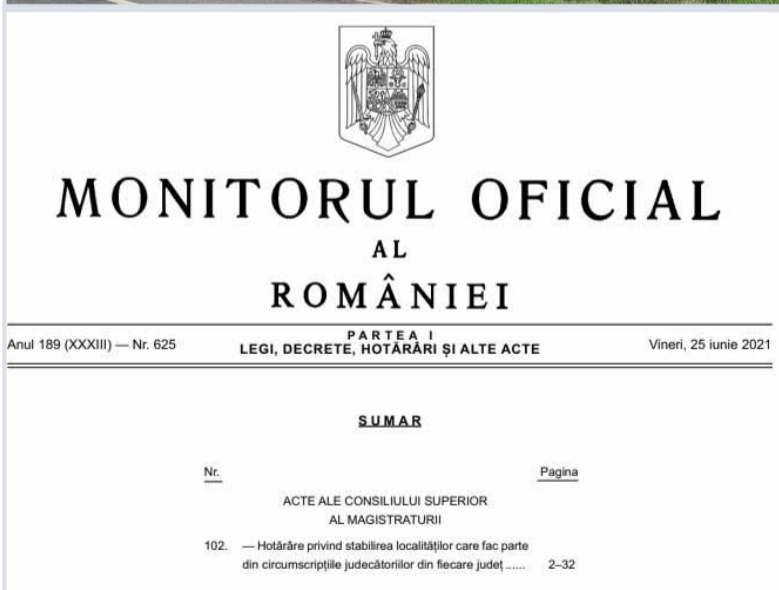 MONITORUL OFICIAL
AL
ROMÂNIEI
Anul 189 (XXXIII) — Nr. 625
PARTEA I
LEGI, DECRETE, HOTĂRÂRI ȘI ALTE ACTE
Vineri, 25 iunie 2021
SUMAR
Nr. Pagina
ACTE ALE CONSILIULUI SUPERIOR
AL MAGISTRATURII
102. — Hotărâre privind stabilirea localităților care fac parte
din circumscripțiile judecătoriilor din fiecare județ ...... 2–32